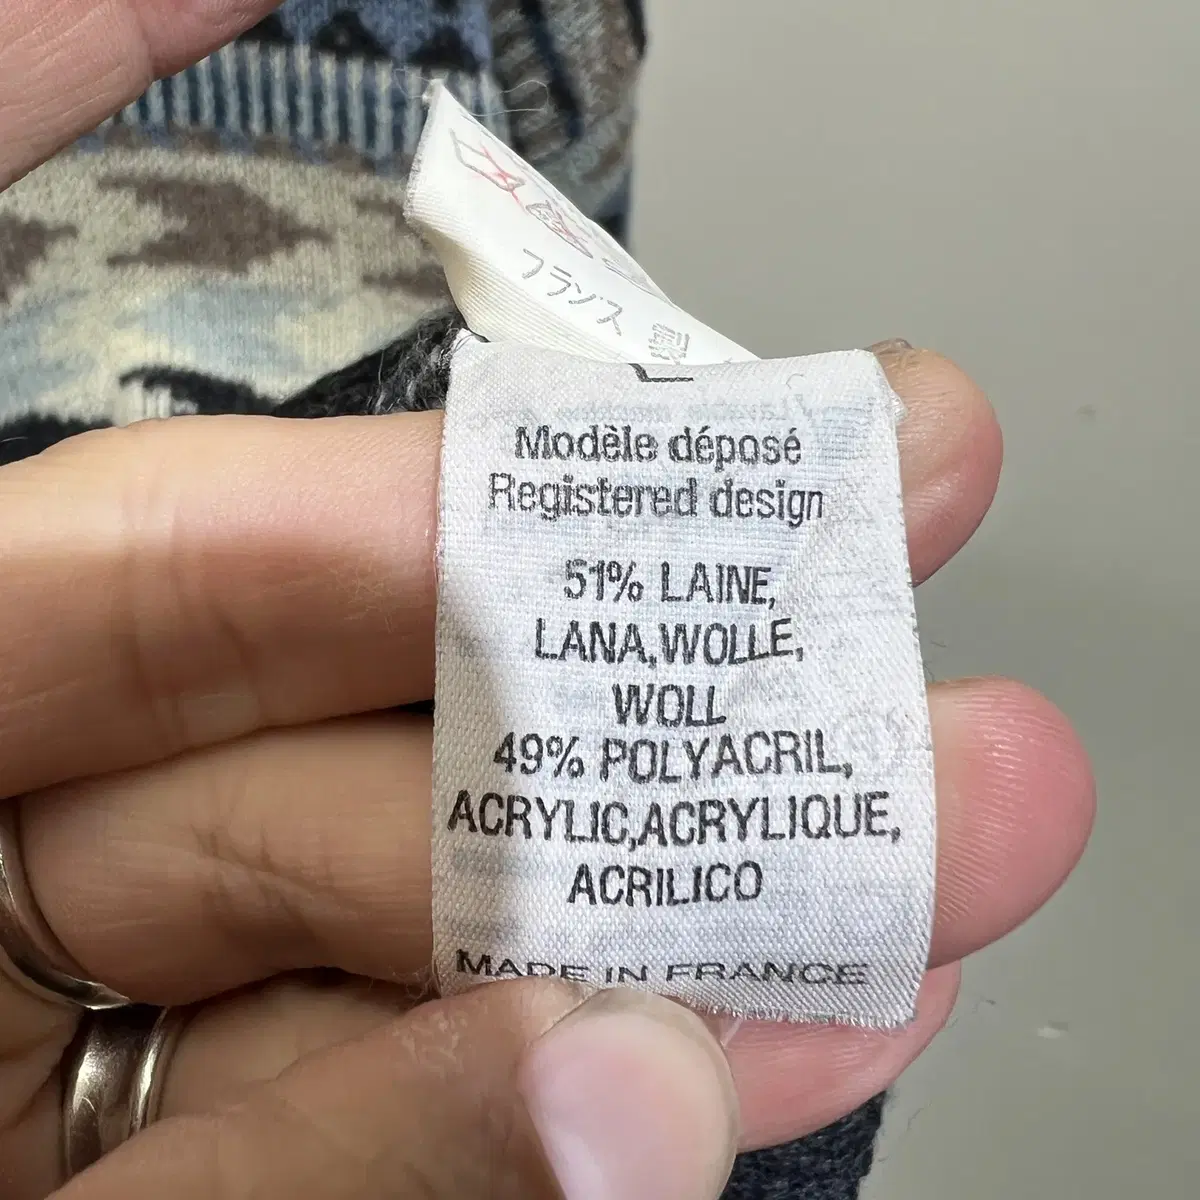 フランス製
Modèle déposé
Registered design
51% LAINE,
LANA,WOLLE,
WOLL
49% POLYACRIL,
ACRYLIC,ACRYLIQUE,
ACRILICO
MADE IN FRANCE